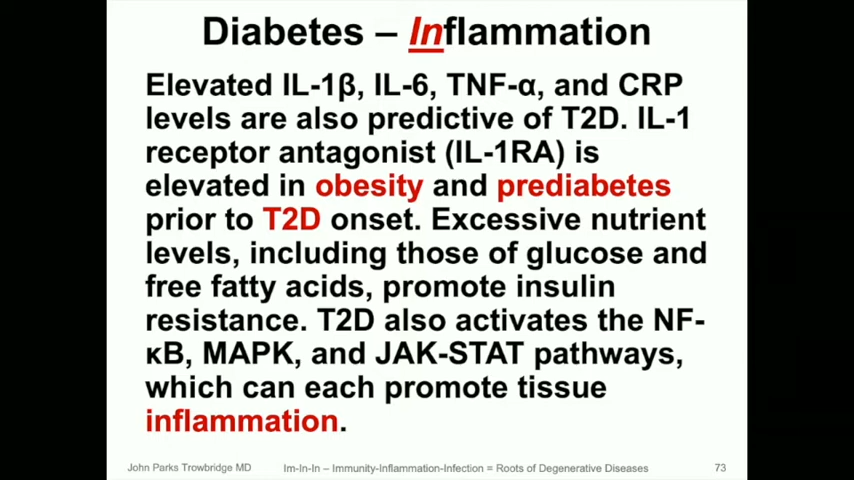 Diabetes – Inflammation
Elevated IL-1β, IL-6, TNF-α, and CRP
levels are also predictive of T2D. IL-1
receptor antagonist (IL-1RA) is
elevated in obesity and prediabetes
prior to T2D onset. Excessive nutrient
levels, including those of glucose and
free fatty acids, promote insulin
resistance. T2D also activates the NF-
κB, MAPK, and JAK-STAT pathways,
which can each promote tissue
inflammation.
John Parks Trowbridge MD Im-In-In – Immunity-Inflammation-Infection = Roots of Degenerative Diseases 73